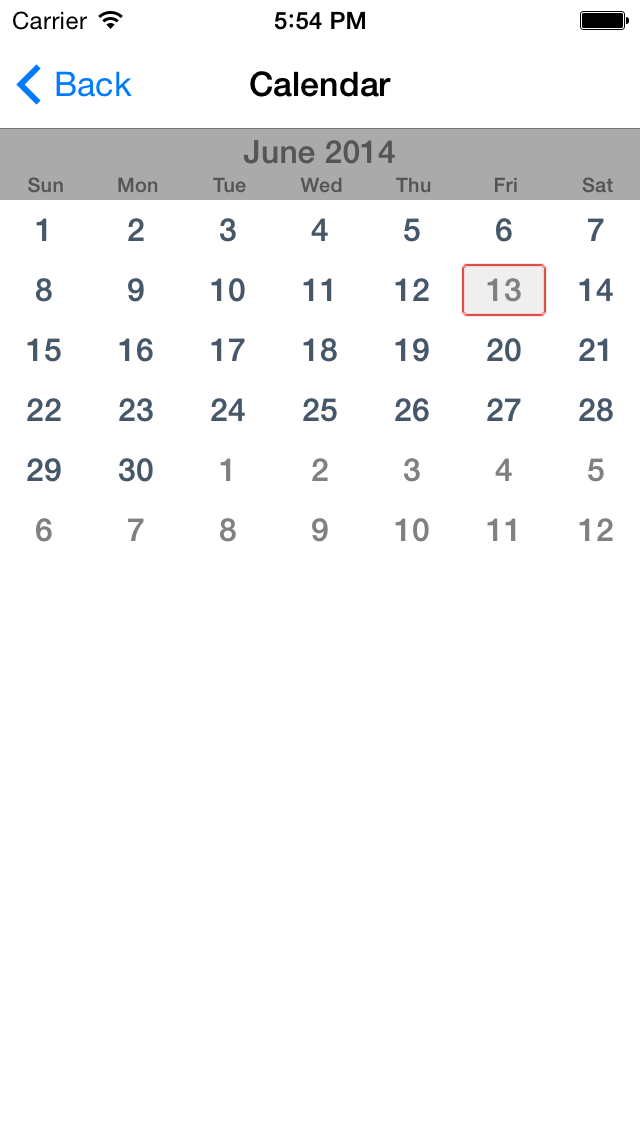 Carrier 5:54 PM
Back Calendar
June 2014
Sun Mon Tue Wed Thu Fri Sat
1 2 3 4 5 6 7
8 9 10 11 12 13 14
15 16 17 18 19 20 21
22 23 24 25 26 27 28
29 30 1 2 3 4 5
6 7 8 9 10 11 12